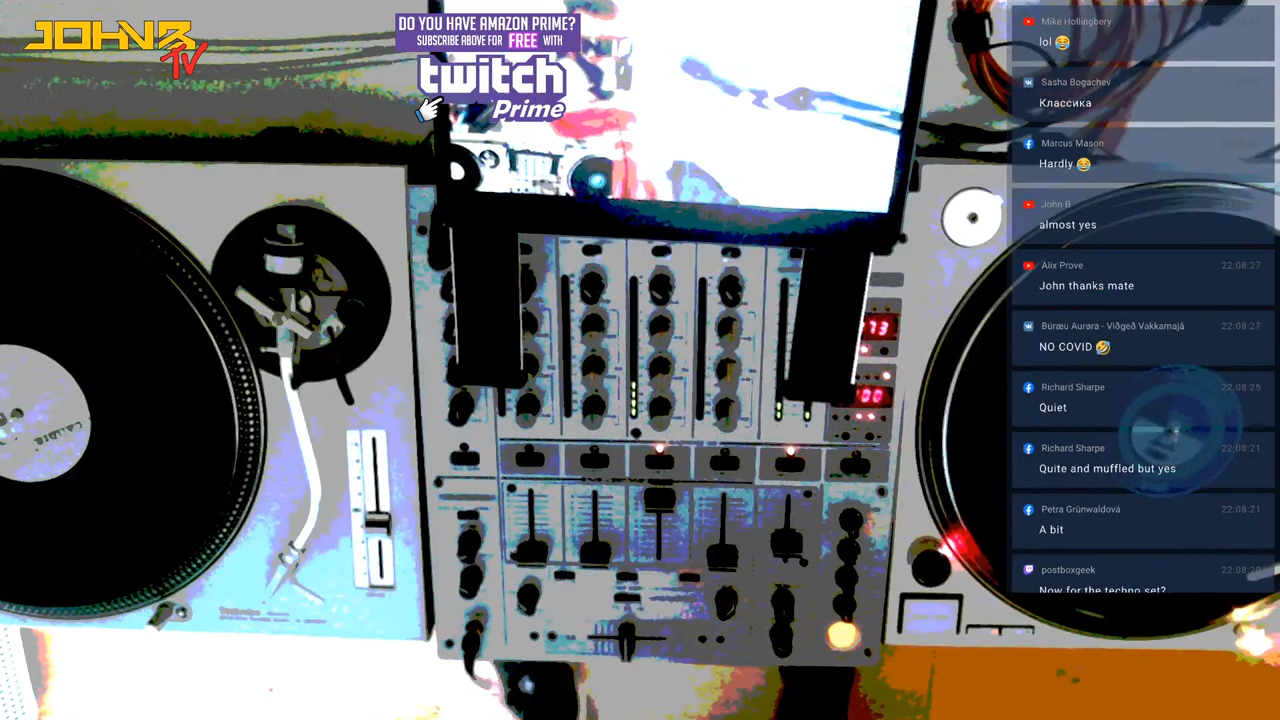 JOHN B
TV
DO YOU HAVE AMAZON PRIME?
SUBSCRIBE ABOVE FOR FREE WITH
twitch
Prime
Mike Hollingbery
lol 😂
Sasha Bogachev
Классика
Marcus Mason
Hardly 😂
John B
almost yes
Alix Prove 22:08:27
John thanks mate
Búræu Aurøra - Viðgeð Vakkamajá 22:08:27
NO COVID 🤣
Richard Sharpe 22:08:25
Quiet
Richard Sharpe 22:08:21
Quite and muffled but yes
Petra Grünwaldová 22:08:21
A bit
postboxgeek
Now for the techno set?
73
00
CALIBRE
Technics